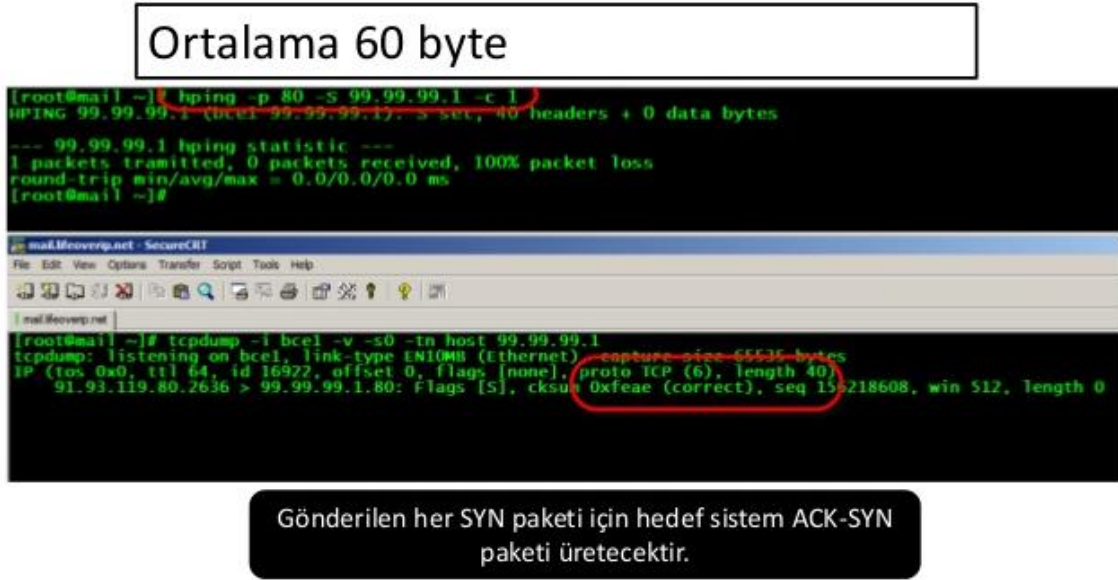 Ortalama 60 byte
[root@mail ~]# hping -p 80 -S 99.99.99.1 -c 1
HPING 99.99.99.1 (bce1 99.99.99.1): S set, 40 headers + 0 data bytes
--- 99.99.99.1 hping statistic ---
1 packets tramitted, 0 packets received, 100% packet loss
round-trip min/avg/max = 0.0/0.0/0.0 ms
[root@mail ~]#
mail.lifeoverip.net - SecureCRT
File Edit View Options Transfer Script Tools Help
mail.lifeoverip.net
[root@mail ~]# tcpdump -i bce1 -v -s0 -tn host 99.99.99.1
tcpdump: listening on bce1, link-type EN10MB (Ethernet), capture size 65535 bytes
IP (tos 0x0, ttl 64, id 16922, offset 0, flags [none], proto TCP (6), length 40)
91.93.119.80.2636 > 99.99.99.1.80: Flags [S], cksum 0xfeae (correct), seq 156218608, win 512, length 0
Gönderilen her SYN paketi için hedef sistem ACK-SYN
paketi üretecektir.